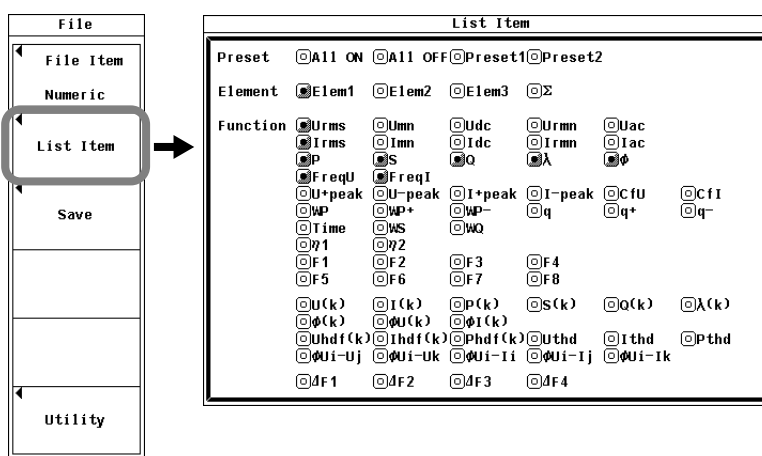 File
File Item
Numeric
List Item
Save
Utility
List Item
Preset All ON All OFF Preset1 Preset2
Element Elem1 Elem2 Elem3 Σ
Function Urms Umn Udc Urmn Uac
Irms Imn Idc Irmn Iac
P S Q λ ϕ
FreqU FreqI
U+peak U-peak I+peak I-peak CfU CfI
WP WP+ WP- q q+ q-
Time WS WQ
η1 η2
F1 F2 F3 F4
F5 F6 F7 F8
U(k) I(k) P(k) S(k) Q(k) λ(k)
ϕ(k) ϕU(k) ϕI(k)
Uhdf(k) Ihdf(k) Phdf(k) Uthd Ithd Pthd
ϕUi-Uj ϕUi-Uk ϕUi-Ii ϕUi-Ij ϕUi-Ik
ΔF1 ΔF2 ΔF3 ΔF4